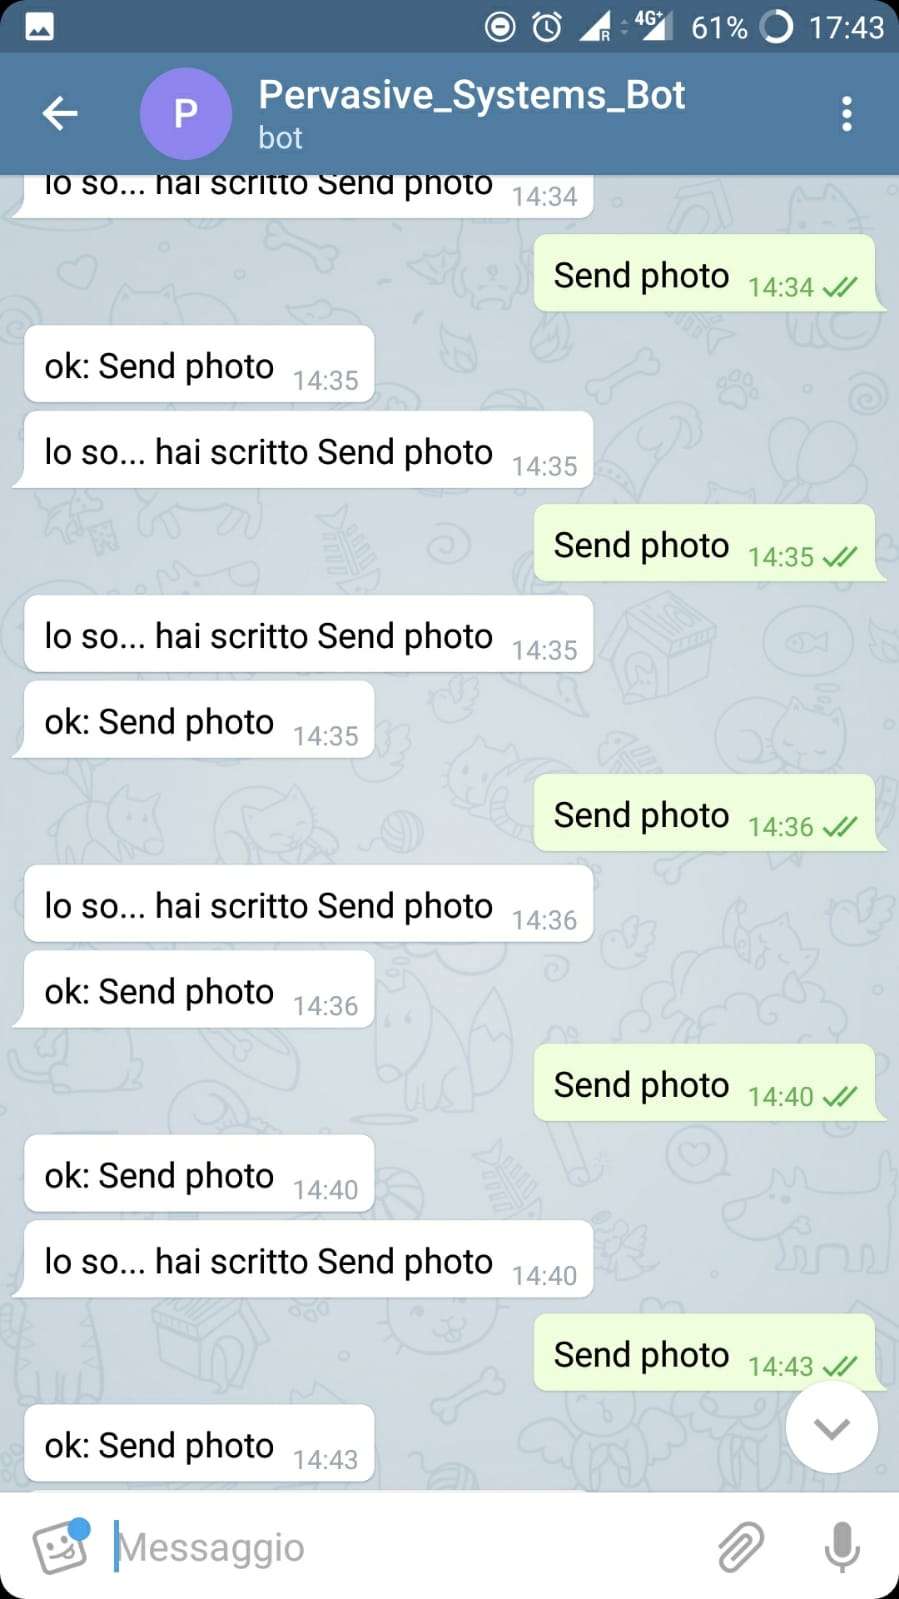 R 4G+ 61% 17:43
P
Pervasive_Systems_Bot
bot
lo so... hai scritto Send photo 14:34
Send photo 14:34
ok: Send photo 14:35
lo so... hai scritto Send photo 14:35
Send photo 14:35
lo so... hai scritto Send photo 14:35
ok: Send photo 14:35
Send photo 14:36
lo so... hai scritto Send photo 14:36
ok: Send photo 14:36
Send photo 14:40
ok: Send photo 14:40
lo so... hai scritto Send photo 14:40
Send photo 14:43
ok: Send photo 14:43
Messaggio